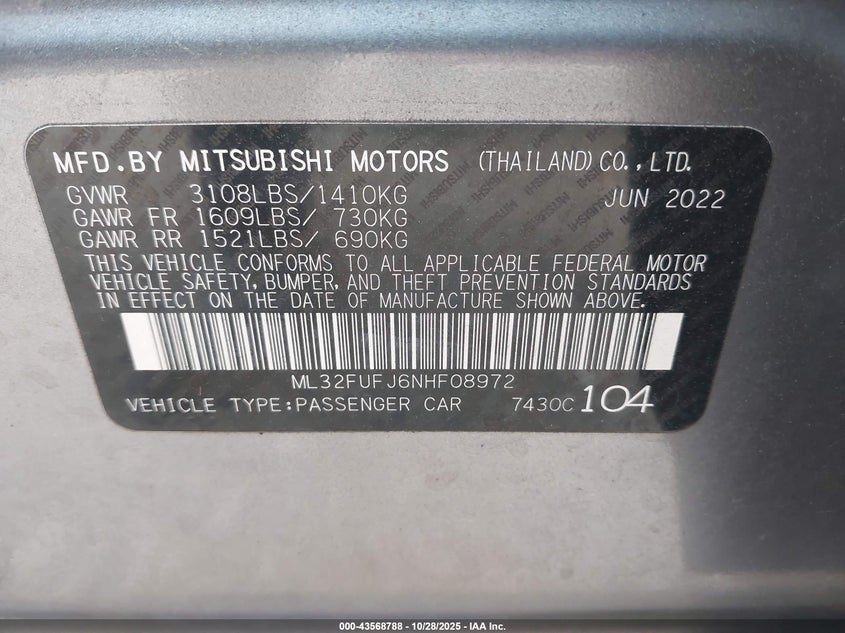 MFD.BY MITSUBISHI MOTORS (THAILAND) CO., LTD.
GVWR 3108LBS/1410KG JUN 2022
GAWR FR 1609LBS/ 730KG
GAWR RR 1521LBS/ 690KG
THIS VEHICLE CONFORMS TO ALL APPLICABLE FEDERAL MOTOR
VEHICLE SAFETY, BUMPER, AND THEFT PREVENTION STANDARDS
IN EFFECT ON THE DATE OF MANUFACTURE SHOWN ABOVE.
ML32FUFJ6NHF08972
VEHICLE TYPE:PASSENGER CAR 7430C 104
000-43568788 - 10/28/2025 - IAA Inc.